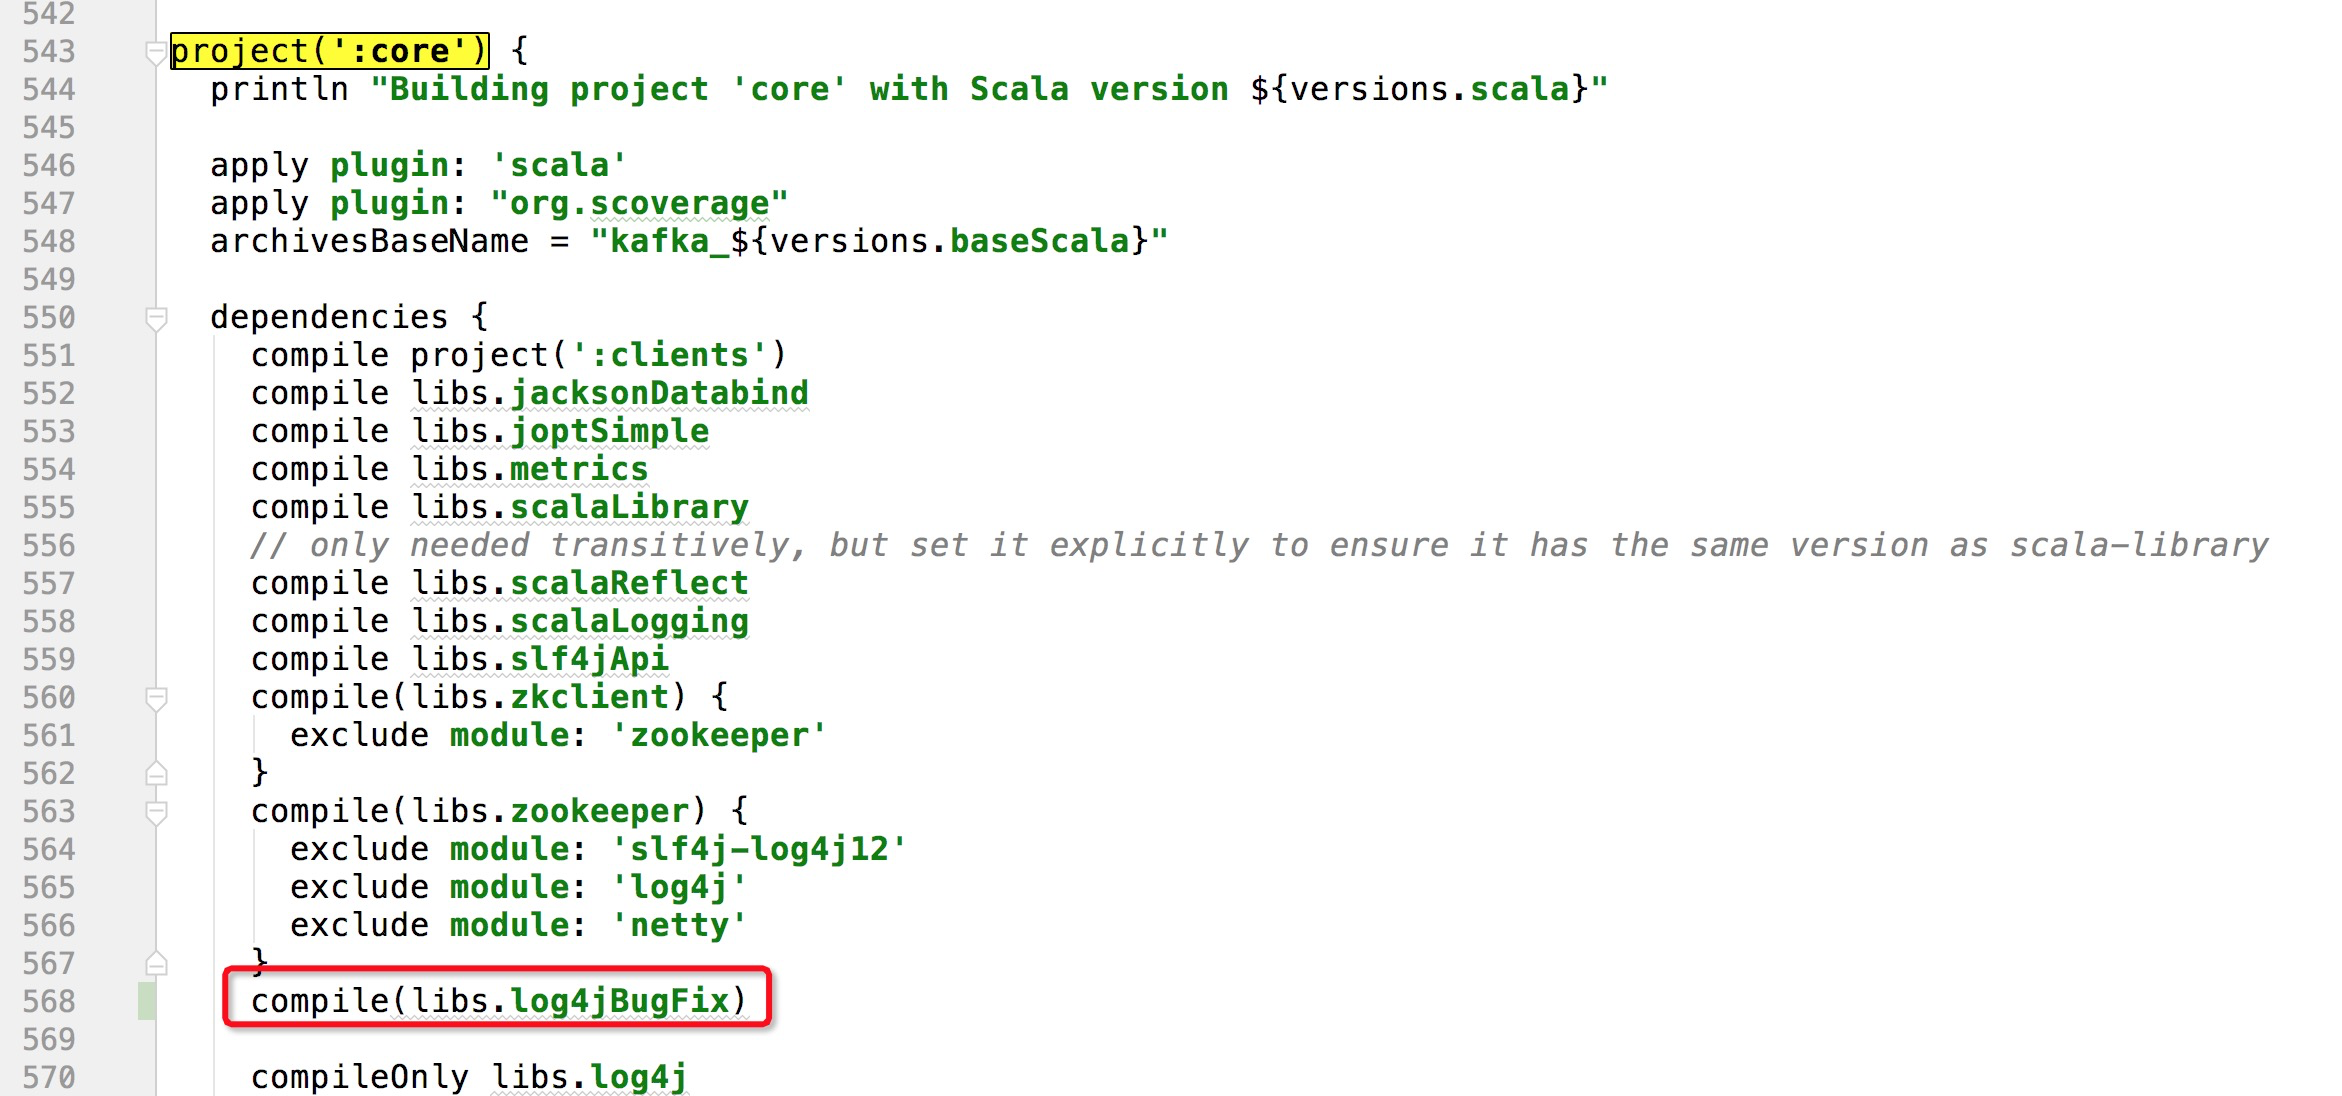 542
543 project(':core') {
544 println "Building project 'core' with Scala version ${versions.scala}"
545
546 apply plugin: 'scala'
547 apply plugin: "org.scoverage"
548 archivesBaseName = "kafka_${versions.baseScala}"
549
550 dependencies {
551 compile project(':clients')
552 compile libs.jacksonDatabind
553 compile libs.joptSimple
554 compile libs.metrics
555 compile libs.scalaLibrary
556 // only needed transitively, but set it explicitly to ensure it has the same version as scala-library
557 compile libs.scalaReflect
558 compile libs.scalaLogging
559 compile libs.slf4jApi
560 compile(libs.zkclient) {
561 exclude module: 'zookeeper'
562 }
563 compile(libs.zookeeper) {
564 exclude module: 'slf4j-log4j12'
565 exclude module: 'log4j'
566 exclude module: 'netty'
567 }
568 compile(libs.log4jBugFix)
569
570 compileOnly libs.log4j